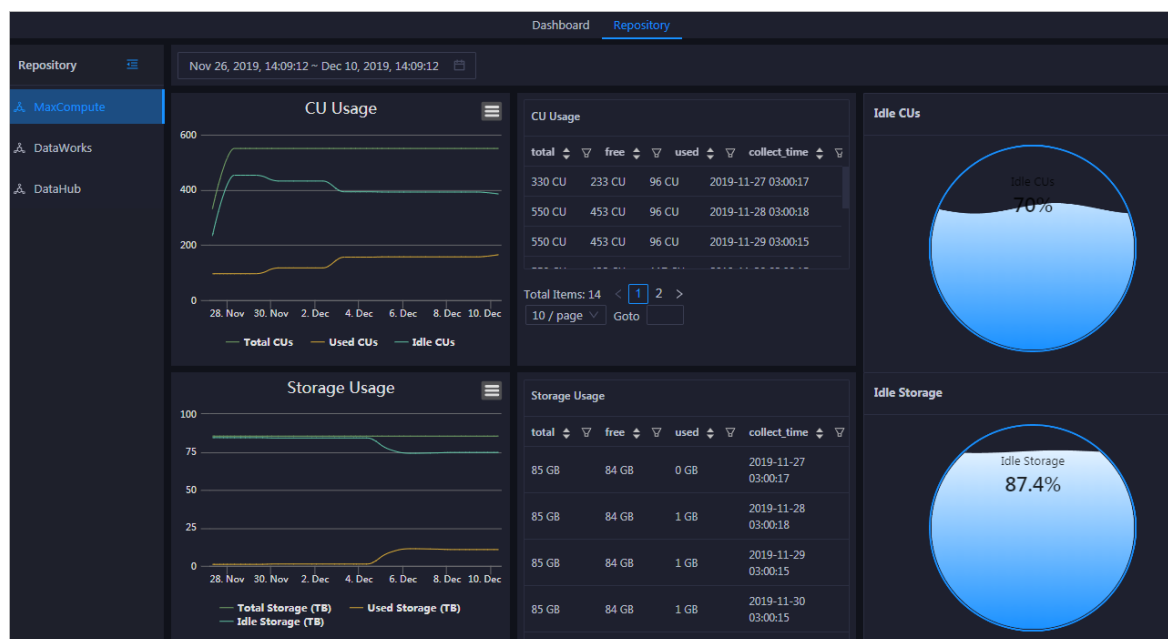 Dashboard Repository
Repository
Nov 26, 2019, 14:09:12 ~ Dec 10, 2019, 14:09:12
MaxCompute
DataWorks
DataHub
CU Usage
600
400
200
0
28. Nov 30. Nov 2. Dec 4. Dec 6. Dec 8. Dec 10. Dec
Total CUs Used CUs Idle CUs
CU Usage
total free used collect_time
330 CU 233 CU 96 CU 2019-11-27 03:00:17
550 CU 453 CU 96 CU 2019-11-28 03:00:18
550 CU 453 CU 96 CU 2019-11-29 03:00:15
Total Items: 14 < 1 2 >
10 / page Goto
Idle CUs
Idle CUs
70%
Storage Usage
100
75
50
25
0
28. Nov 30. Nov 2. Dec 4. Dec 6. Dec 8. Dec 10. Dec
Total Storage (TB) Used Storage (TB)
Idle Storage (TB)
Storage Usage
total free used collect_time
85 GB 84 GB 0 GB 2019-11-27 03:00:17
85 GB 84 GB 1 GB 2019-11-28 03:00:18
85 GB 84 GB 1 GB 2019-11-29 03:00:15
85 GB 84 GB 1 GB 2019-11-30 03:00:15
Idle Storage
Idle Storage
87.4%